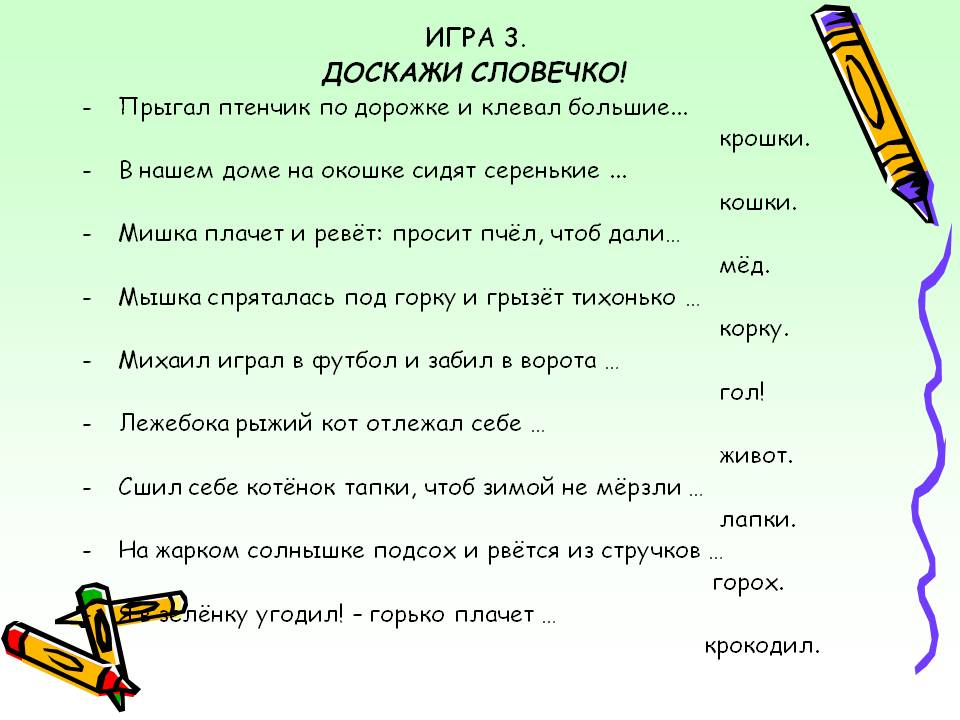 ИГРА 3.
ДОСКАЖИ СЛОВЕЧКО!
- Прыгал птенчик по дорожке и клевал большие...
крошки.
- В нашем доме на окошке сидят серенькие ...
кошки.
- Мишка плачет и ревёт: просит пчёл, чтоб дали...
мёд.
- Мышка спряталась под горку и грызёт тихонько ...
корку.
- Михаил играл в футбол и забил в ворота ...
гол!
- Лежебока рыжий кот отлежал себе ...
живот.
- Сшил себе котёнок тапки, чтоб зимой не мёрзли ...
лапки.
- На жарком солнышке подсох и рвётся из стручков ...
горох.
- Я в зелёнку угодил! – горько плачет ...
крокодил.